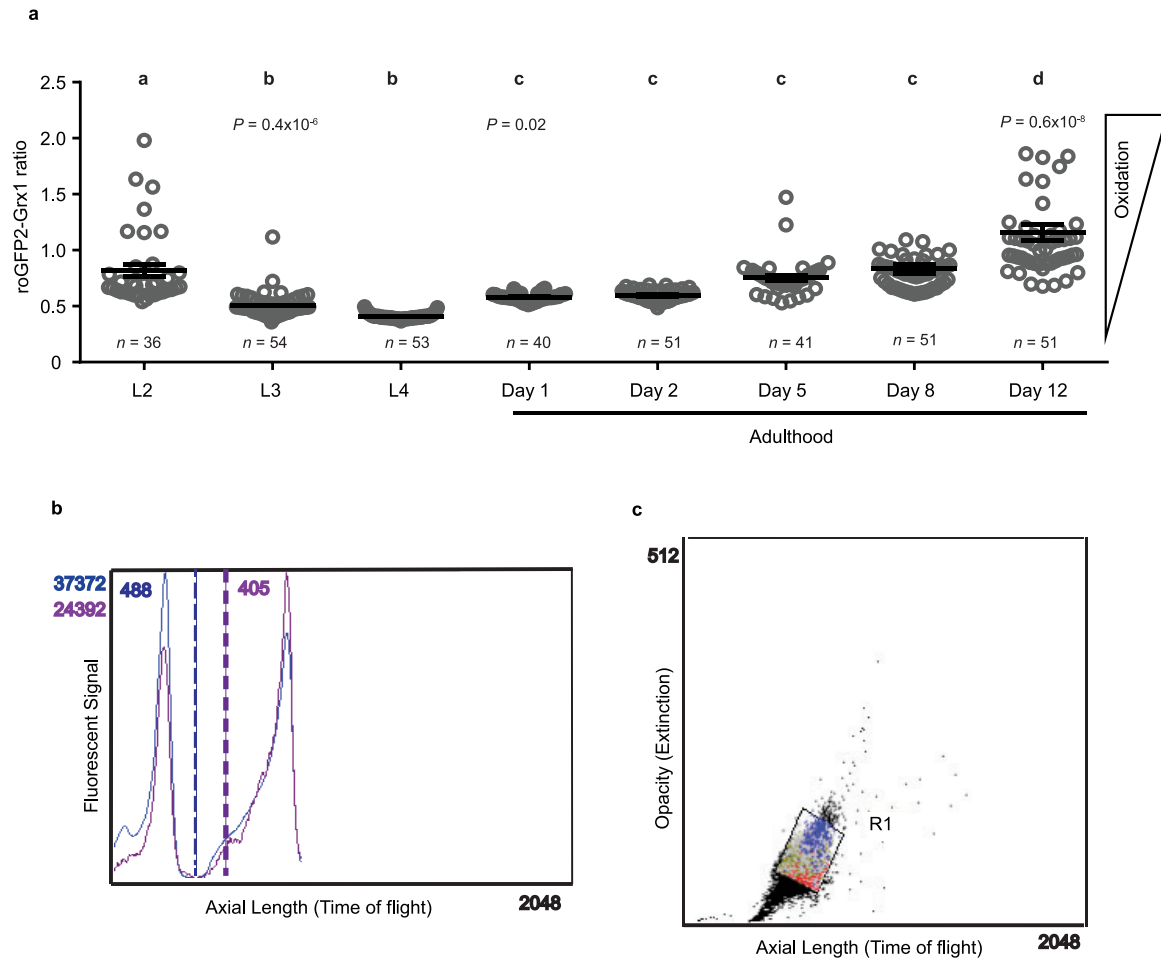 a
2.5 a b b c c c c d
P = 0.4x10⁻⁶ P = 0.02 P = 0.6x10⁻⁸
2.0
1.5
1.0
0.5
0
roGFP2-Grx1 ratio
Oxidation
n = 36 n = 54 n = 53 n = 40 n = 51 n = 41 n = 51 n = 51
L2 L3 L4 Day 1 Day 2 Day 5 Day 8 Day 12
Adulthood
b
37372 488 405
24392
Fluorescent Signal
Axial Length (Time of flight) 2048
c
512
Opacity (Extinction)
R1
Axial Length (Time of flight) 2048